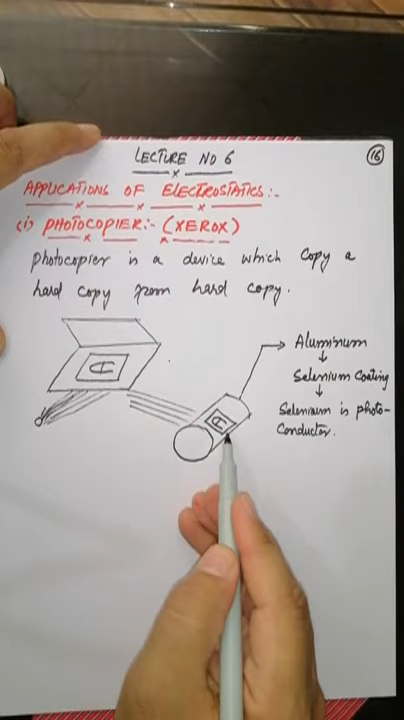 LECTURE NO 6
16
APPLICATIONS OF ELECTROSTATICS:-
(i) PHOTOCOPIER:- (XEROX)
photocopier is a device which copy a
hard copy from hard copy.
A
A
Aluminum
Selenium Coating
Selenium is photo-
Conductor.